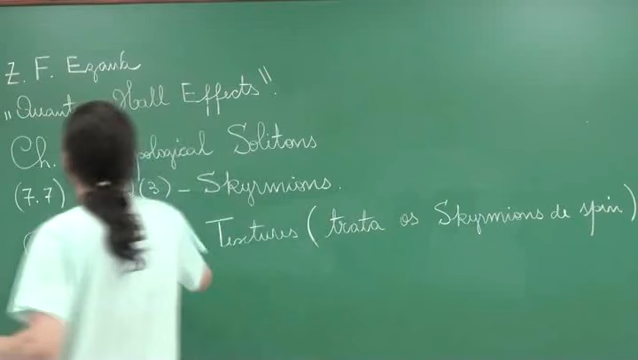 Z. F. Ezawa
"Quant Hall Effects".
Ch. pological Solitons
(7.7) (3) - Skyrmions.
Textures (trata os Skyrmions de spin)